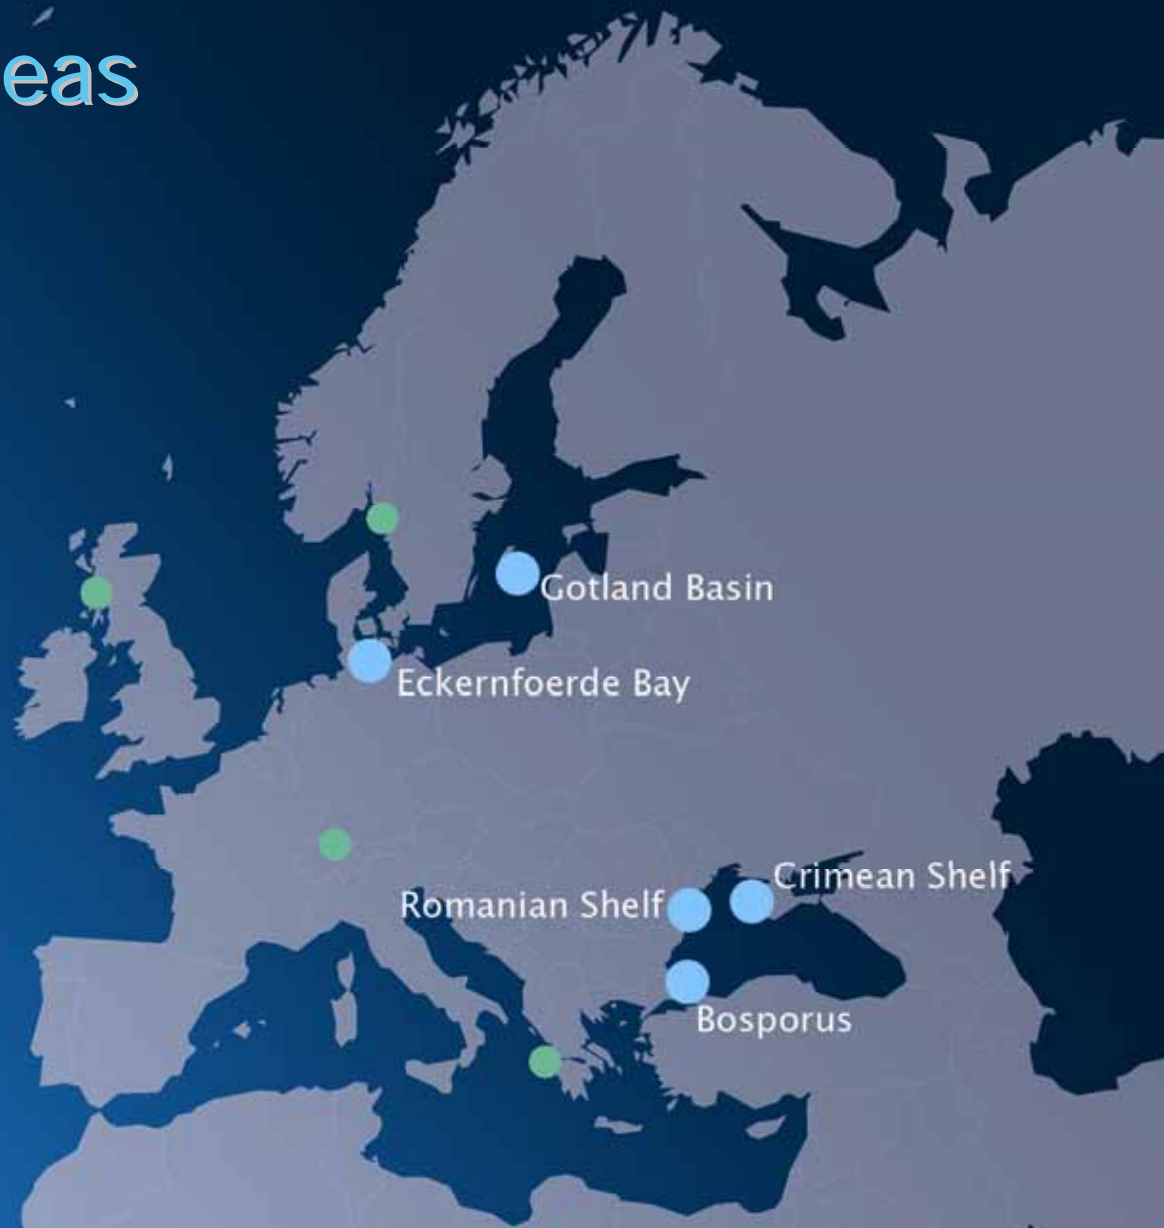 eas
Gotland Basin
Eckernfoerde Bay
Crimean Shelf
Romanian Shelf
Bosporus